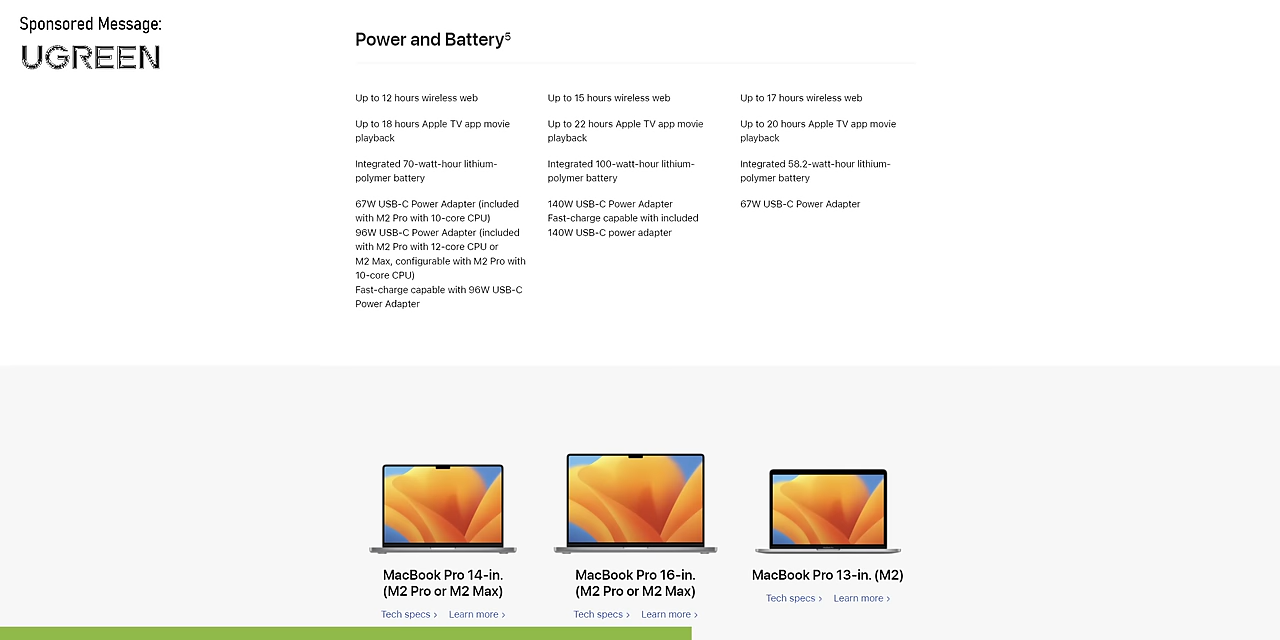 Sponsored Message:
UGREEN
Power and Battery⁵
Up to 12 hours wireless web
Up to 18 hours Apple TV app movie
playback
Integrated 70-watt-hour lithium-
polymer battery
67W USB-C Power Adapter (included
with M2 Pro with 10-core CPU)
96W USB-C Power Adapter (included
with M2 Pro with 12-core CPU or
M2 Max, configurable with M2 Pro with
10-core CPU)
Fast-charge capable with 96W USB-C
Power Adapter
Up to 15 hours wireless web
Up to 22 hours Apple TV app movie
playback
Integrated 100-watt-hour lithium-
polymer battery
140W USB-C Power Adapter
Fast-charge capable with included
140W USB-C power adapter
Up to 17 hours wireless web
Up to 20 hours Apple TV app movie
playback
Integrated 58.2-watt-hour lithium-
polymer battery
67W USB-C Power Adapter
MacBook Pro 14-in.
(M2 Pro or M2 Max)
Tech specs › Learn more ›
MacBook Pro 16-in.
(M2 Pro or M2 Max)
Tech specs › Learn more ›
MacBook Pro 13-in. (M2)
Tech specs › Learn more ›